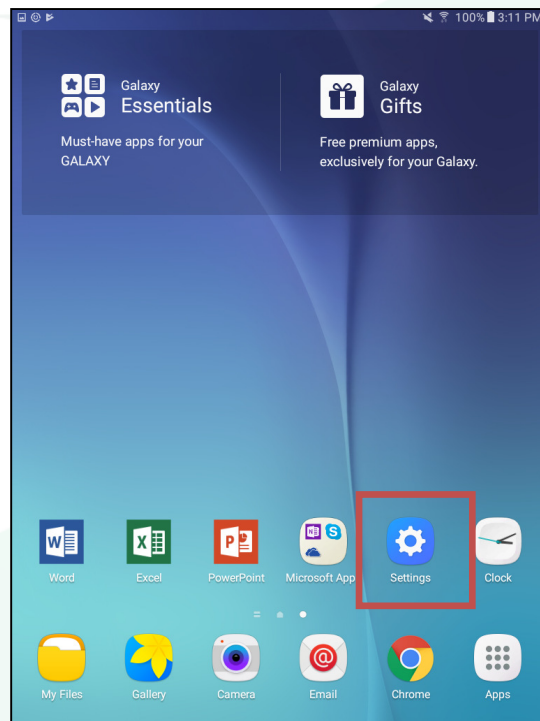 100% 3:11 PM
Galaxy
Essentials
Must-have apps for your
GALAXY
Galaxy
Gifts
Free premium apps,
exclusively for your Galaxy.
Word Excel PowerPoint Microsoft App Settings Clock
My Files Gallery Camera Email Chrome Apps